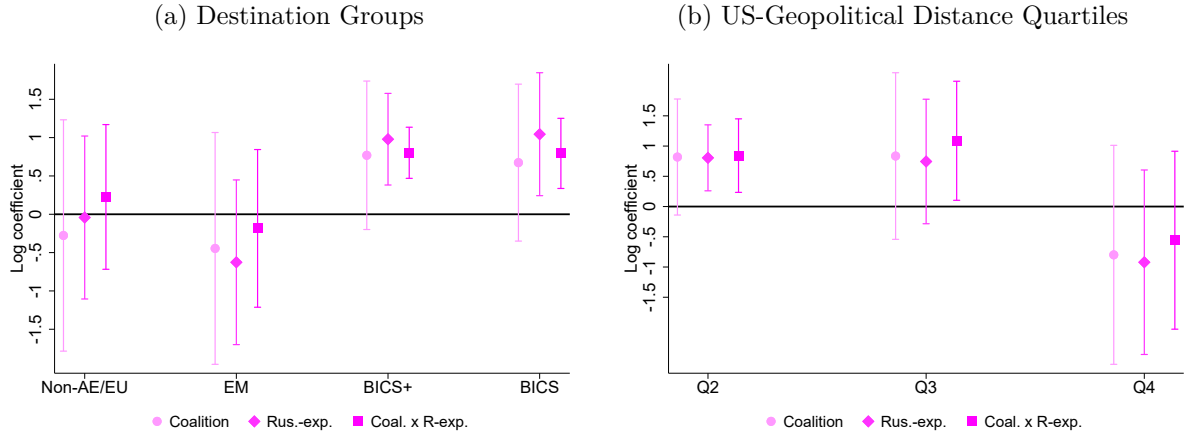 (a) Destination Groups
Log coefficient
1.5
1
.5
0
-.5
-1
-1.5
Non-AE/EU EM BICS+ BICS
Coalition Rus.-exp. Coal. x R-exp.
(b) US-Geopolitical Distance Quartiles
Log coefficient
1.5
1
.5
0
-.5
-1
-1.5
Q2 Q3 Q4
Coalition Rus.-exp. Coal. x R-exp.